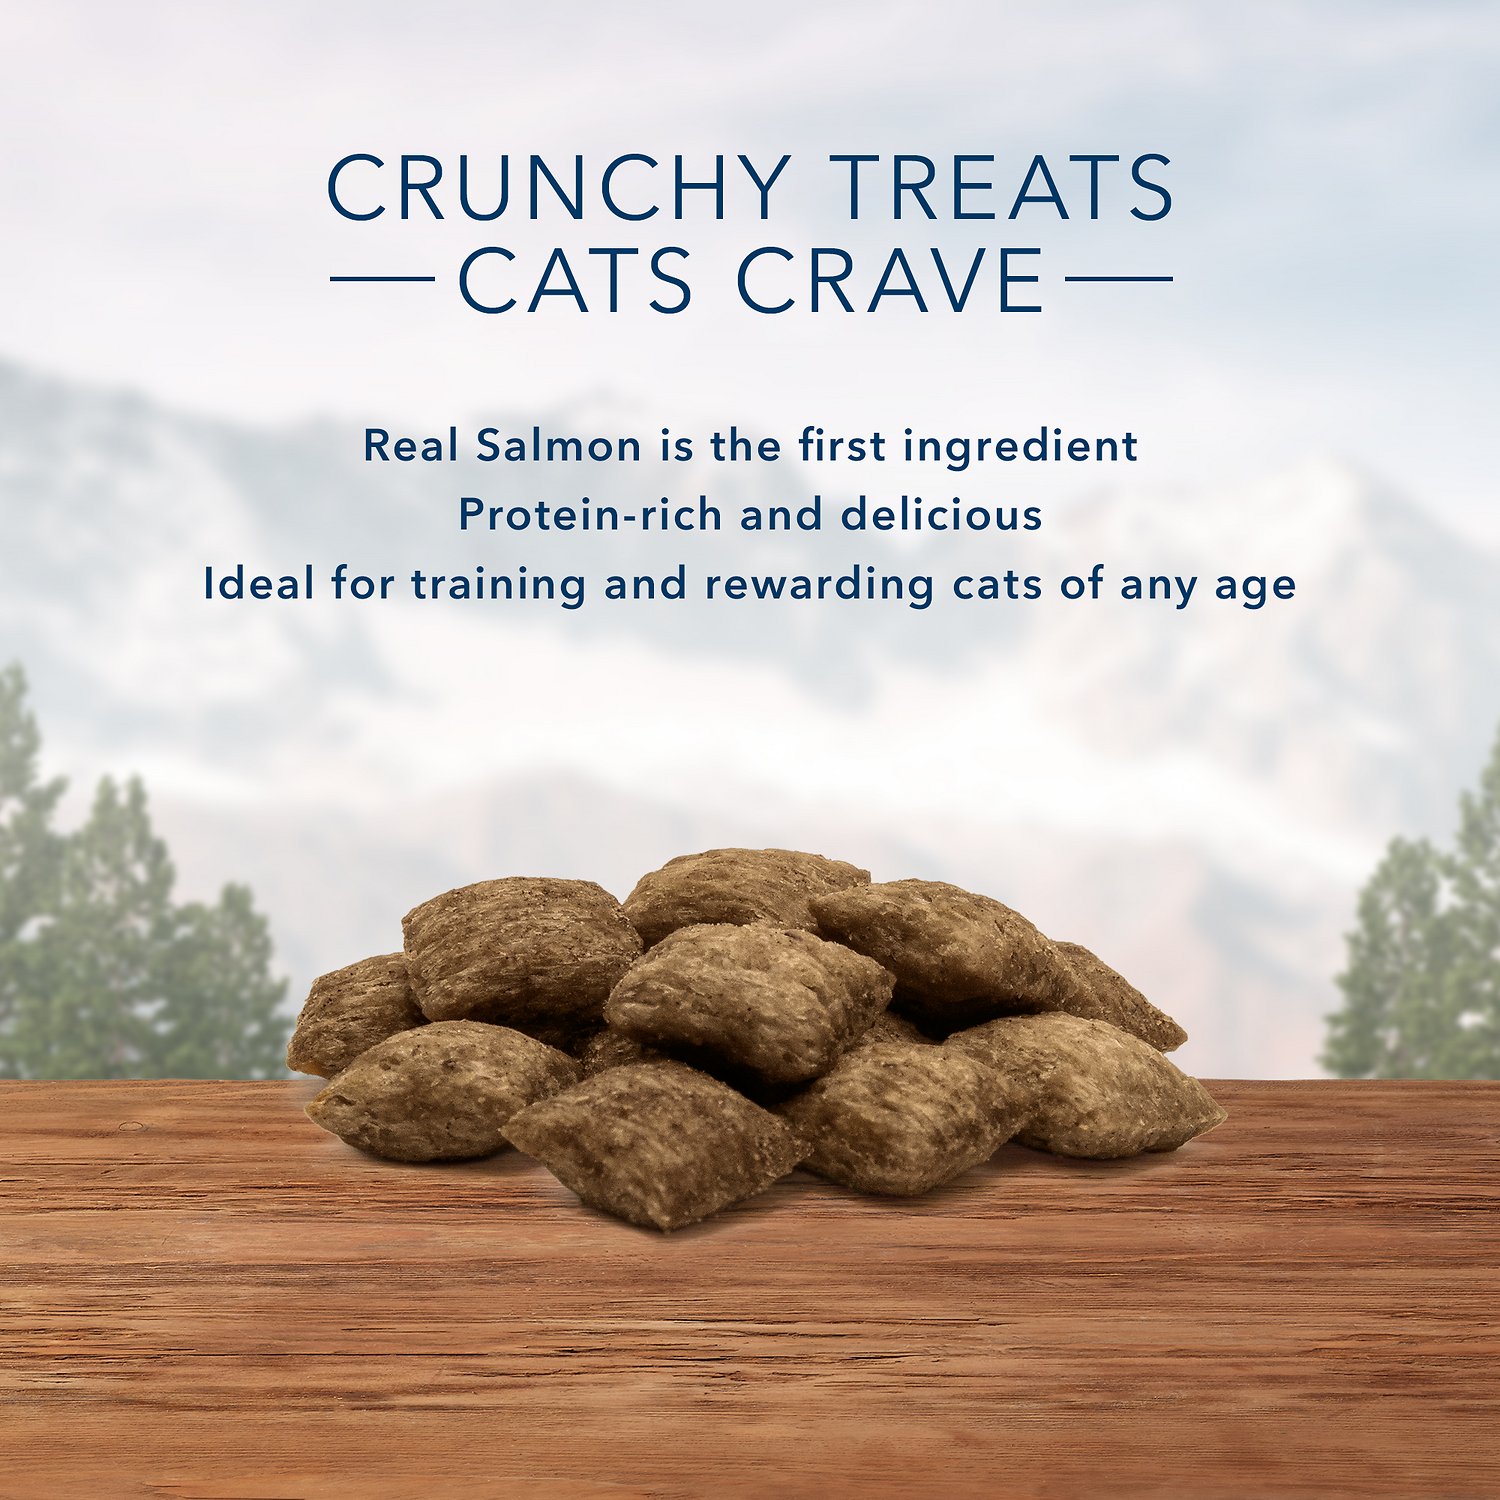 CRUNCHY TREATS
CATS CRAVE
Real Salmon is the first ingredient
Protein-rich and delicious
Ideal for training and rewarding cats of any age